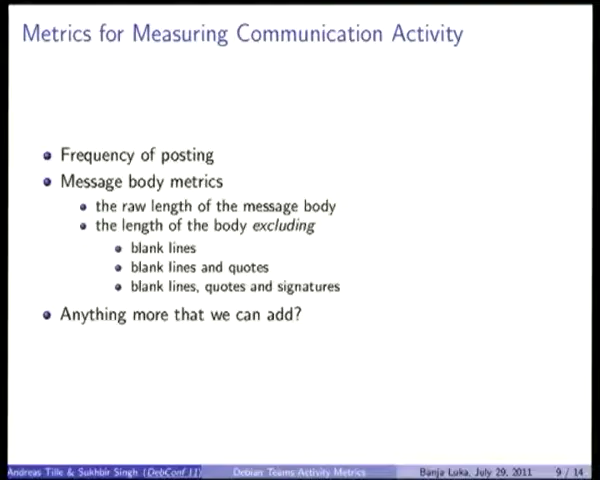 Metrics for Measuring Communication Activity
Frequency of posting
Message body metrics
the raw length of the message body
the length of the body excluding
blank lines
blank lines and quotes
blank lines, quotes and signatures
Anything more that we can add?
Andreas Tille & Sukhbir Singh (DebConf 11) Debian Teams Activity Metrics Banja Luka, July 29, 2011 9 / 14